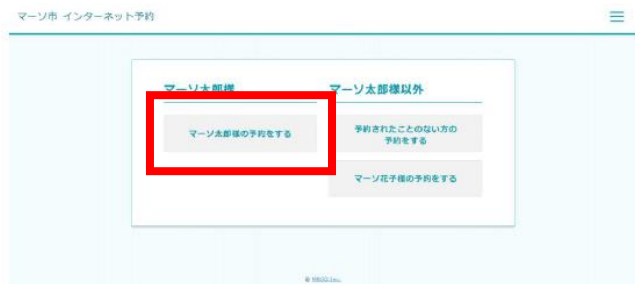 マーソ市 インターネット予約
マーソ太郎様
マーソ太郎様の予約をする
マーソ太郎様以外
予約されたことのない方の
予約をする
マーソ花子様の予約をする